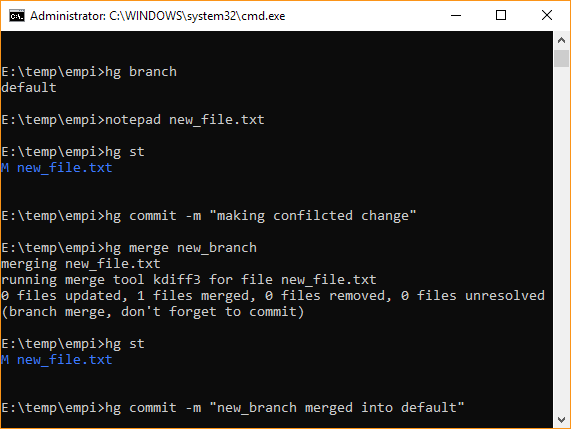 Administrator: C:\WINDOWS\system32\cmd.exe
E:\temp\empi>hg branch
default
E:\temp\empi>notepad new_file.txt
E:\temp\empi>hg st
M new_file.txt
E:\temp\empi>hg commit -m "making confilcted change"
E:\temp\empi>hg merge new_branch
merging new_file.txt
running merge tool kdiff3 for file new_file.txt
0 files updated, 1 files merged, 0 files removed, 0 files unresolved
(branch merge, don't forget to commit)
E:\temp\empi>hg st
M new_file.txt
E:\temp\empi>hg commit -m "new_branch merged into default"